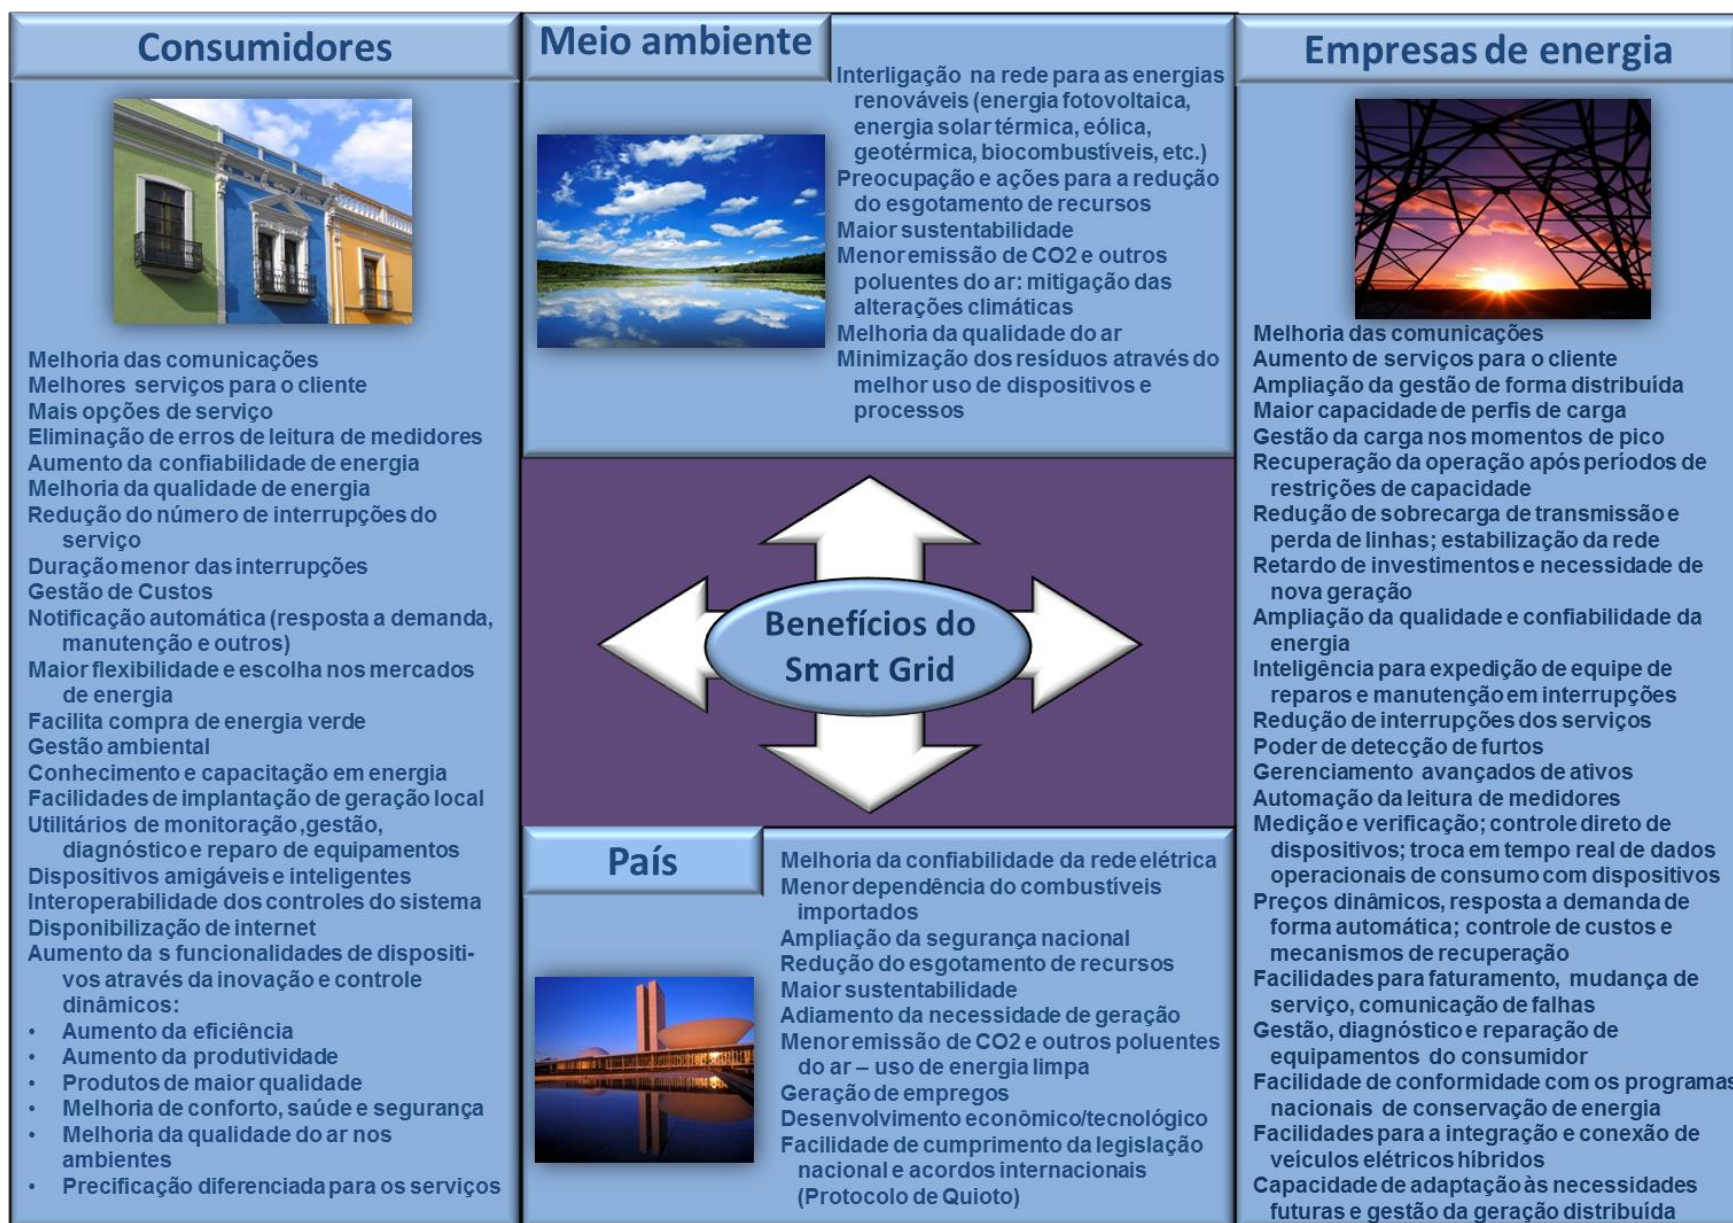 Consumidores
Melhoria das comunicações
Melhores serviços para o cliente
Mais opções de serviço
Eliminação de erros de leitura de medidores
Aumento da confiabilidade de energia
Melhoria da qualidade de energia
Redução do número de interrupções do
serviço
Duração menor das interrupções
Gestão de Custos
Notificação automática (resposta a demanda,
manutenção e outros)
Maior flexibilidade e escolha nos mercados
de energia
Facilita compra de energia verde
Gestão ambiental
Conhecimento e capacitação em energia
Facilidades de implantação de geração local
Utilitários de monitoração ,gestão,
diagnóstico e reparo de equipamentos
Dispositivos amigáveis e inteligentes
Interoperabilidade dos controles do sistema
Disponibilização de internet
Aumento da s funcionalidades de dispositi-
vos através da inovação e controle
dinâmicos:
• Aumento da eficiência
• Aumento da produtividade
• Produtos de maior qualidade
• Melhoria de conforto, saúde e segurança
• Melhoria da qualidade do ar nos
ambientes
• Precificação diferenciada para os serviços
Meio ambiente
Interligação na rede para as energias
renováveis (energia fotovoltaica,
energia solar térmica, eólica,
geotérmica, biocombustíveis, etc.)
Preocupação e ações para a redução
do esgotamento de recursos
Maior sustentabilidade
Menor emissão de CO2 e outros
poluentes do ar: mitigação das
alterações climáticas
Melhoria da qualidade do ar
Minimização dos resíduos através do
melhor uso de dispositivos e
processos
Benefícios do
Smart Grid
País
Melhoria da confiabilidade da rede elétrica
Menor dependência do combustíveis
importados
Ampliação da segurança nacional
Redução do esgotamento de recursos
Maior sustentabilidade
Adiamento da necessidade de geração
Menor emissão de CO2 e outros poluentes
do ar – uso de energia limpa
Geração de empregos
Desenvolvimento econômico/tecnológico
Facilidade de cumprimento da legislação
nacional e acordos internacionais
(Protocolo de Quioto)
Empresas de energia
Melhoria das comunicações
Aumento de serviços para o cliente
Ampliação da gestão de forma distribuída
Maior capacidade de perfis de carga
Gestão da carga nos momentos de pico
Recuperação da operação após períodos de
restrições de capacidade
Redução de sobrecarga de transmissão e
perda de linhas; estabilização da rede
Retardo de investimentos e necessidade de
nova geração
Ampliação da qualidade e confiabilidade da
energia
Inteligência para expedição de equipe de
reparos e manutenção em interrupções
Redução de interrupções dos serviços
Poder de detecção de furtos
Gerenciamento avançados de ativos
Automação da leitura de medidores
Medição e verificação; controle direto de
dispositivos; troca em tempo real de dados
operacionais de consumo com dispositivos
Preços dinâmicos, resposta a demanda de
forma automática; controle de custos e
mecanismos de recuperação
Facilidades para faturamento, mudança de
serviço, comunicação de falhas
Gestão, diagnóstico e reparação de
equipamentos do consumidor
Facilidade de conformidade com os programas
nacionais de conservação de energia
Facilidades para a integração e conexão de
veículos elétricos híbridos
Capacidade de adaptação às necessidades
futuras e gestão da geração distribuída